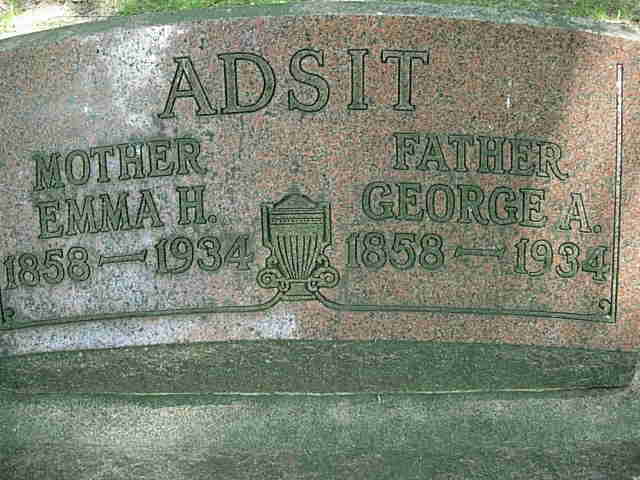 ADSIT
MOTHER
EMMA H.
1858 — 1934
FATHER
GEORGE A.
1858 — 1934